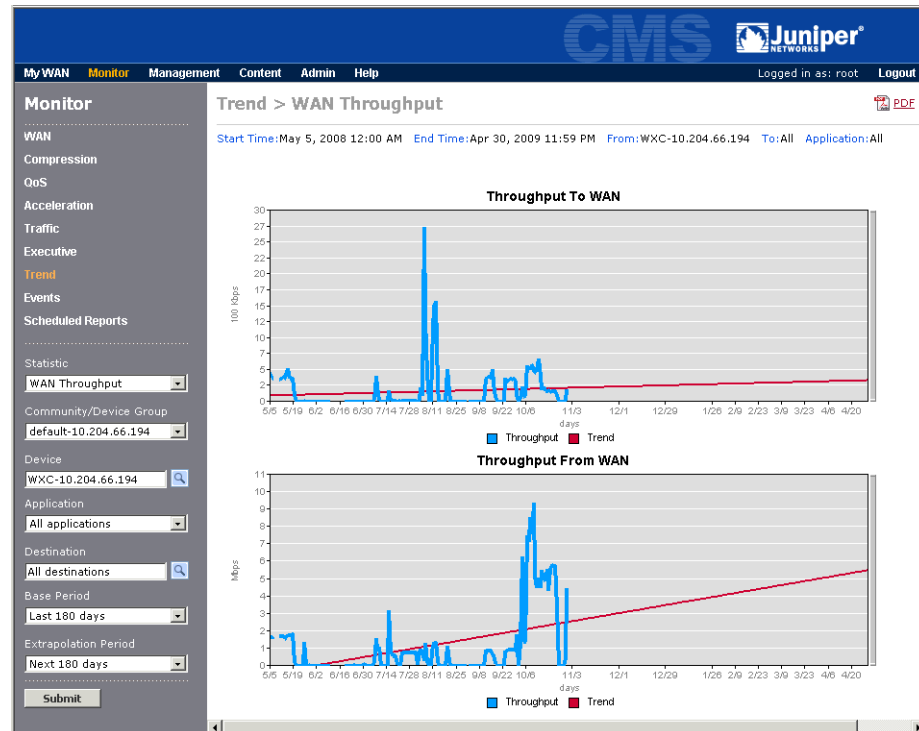 CMS
Juniper
NETWORKS
My WAN Monitor Management Content Admin Help Logged in as: root Logout
Monitor
WAN
Compression
QoS
Acceleration
Traffic
Executive
Trend
Events
Scheduled Reports
Statistic
WAN Throughput
Community/Device Group
default-10.204.66.194
Device
WXC-10.204.66.194
Application
All applications
Destination
All destinations
Base Period
Last 180 days
Extrapolation Period
Next 180 days
Submit
Trend > WAN Throughput
PDF
Start Time:May 5, 2008 12:00 AM End Time:Apr 30, 2009 11:59 PM From:WXC-10.204.66.194 To:All Application:All
Throughput To WAN
30
27
25
22
20
17
15
12
10
7
5
2
0
100 Kbps
5/5 5/19 6/2 6/16 6/30 7/14 7/28 8/11 8/25 9/8 9/22 10/6 11/3 12/1 12/29 1/26 2/9 2/23 3/9 3/23 4/6 4/20
days
Throughput Trend
Throughput From WAN
11
10
9
8
7
6
5
4
3
2
1
0
Mbps
5/5 5/19 6/2 6/16 6/30 7/14 7/28 8/11 8/25 9/8 9/22 10/6 11/3 12/1 12/29 1/26 2/9 2/23 3/9 3/23 4/6 4/20
days
Throughput Trend